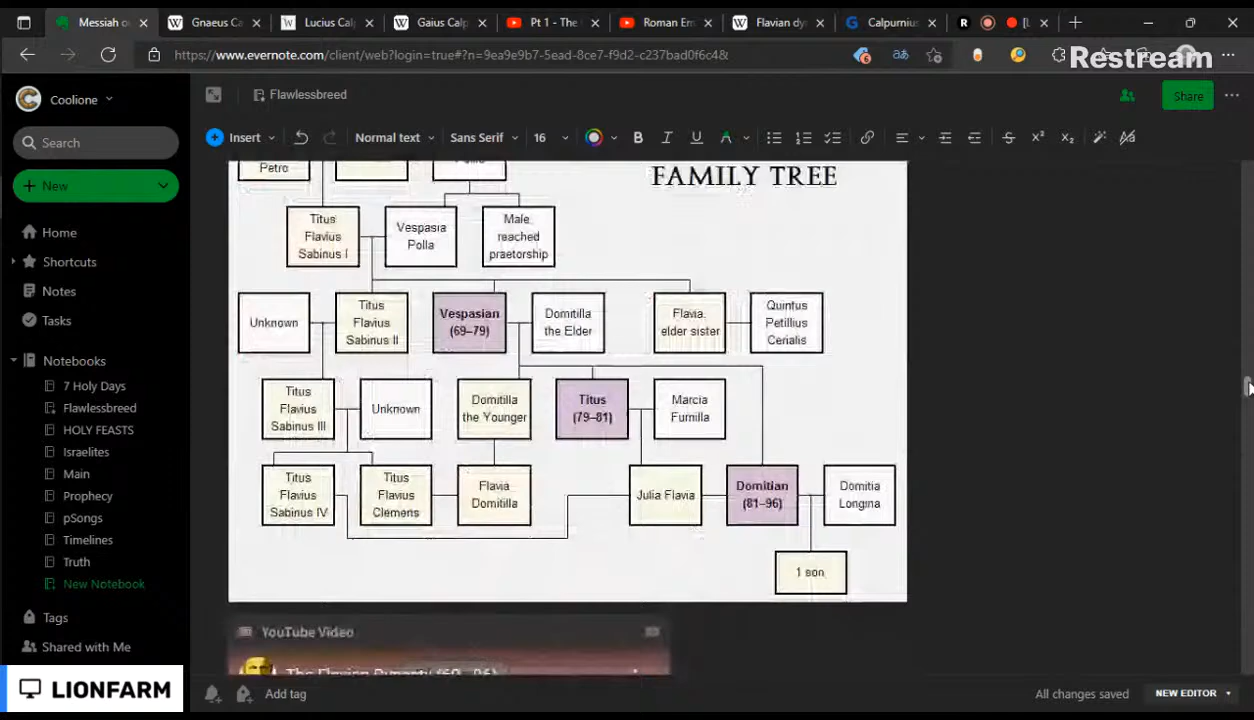 Messiah o
Gnaeus Ca
Lucius Cal
Gaius Calp
Pt 1 - The
Roman Em
Flavian dy
Calpurnius
https://www.evernote.com/client/web?login=true#?n=9ea9e9b7-5ead-8ce7-f9d2-c237bad0f6c4&
6
Restream
Coolione
Flawlessbreed
Share
Search
Insert
Normal text
Sans Serif
16
B
I
U
A
New
Home
Shortcuts
Notes
Tasks
Notebooks
7 Holy Days
Flawlessbreed
HOLY FEASTS
Israelites
Main
Prophecy
pSongs
Timelines
Truth
New Notebook
Tags
Shared with Me
LIONFARM
FAMILY TREE
Petro
Titus
Flavius
Sabinus I
Vespasia
Polla
Male
reached
praetorship
Unknown
Titus
Flavius
Sabinus II
Vespasian
(69–79)
Domitilla
the Elder
Flavia,
elder sister
Quintus
Petillius
Cerialis
Titus
Flavius
Sabinus III
Unknown
Domitilla
the Younger
Titus
(79–81)
Marcia
Furnilla
Titus
Flavius
Sabinus IV
Titus
Flavius
Clemens
Flavia
Domitilla
Julia Flavia
Domitian
(81–96)
Domitia
Longina
1 son
YouTube Video
The Flavian Dynasty (69 - 96)
Add tag
All changes saved
NEW EDITOR